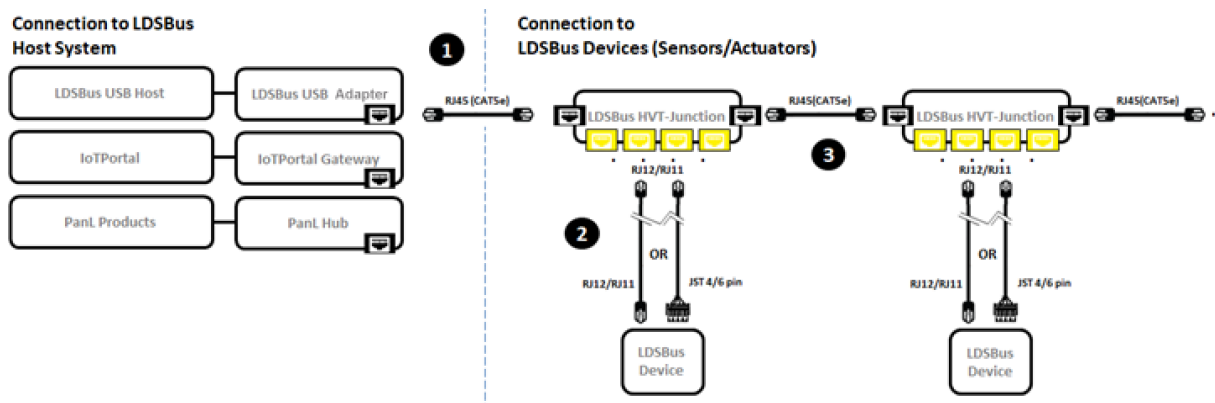 Connection to LDSBus
Host System
LDSBus USB Host
LDSBus USB Adapter
IoTPortal
IoTPortal Gateway
PanL Products
PanL Hub
1
Connection to
LDSBus Devices (Sensors/Actuators)
RJ45(CAT5e)
LDSBus HVT-Junction
RJ45(CAT5e)
LDSBus HVT-Junction
RJ45(CAT5e)
3
RJ12/RJ11
RJ12/RJ11
2
OR
OR
RJ12/RJ11
JST 4/6 pin
RJ12/RJ11
JST 4/6 pin
LDSBus
Device
LDSBus
Device